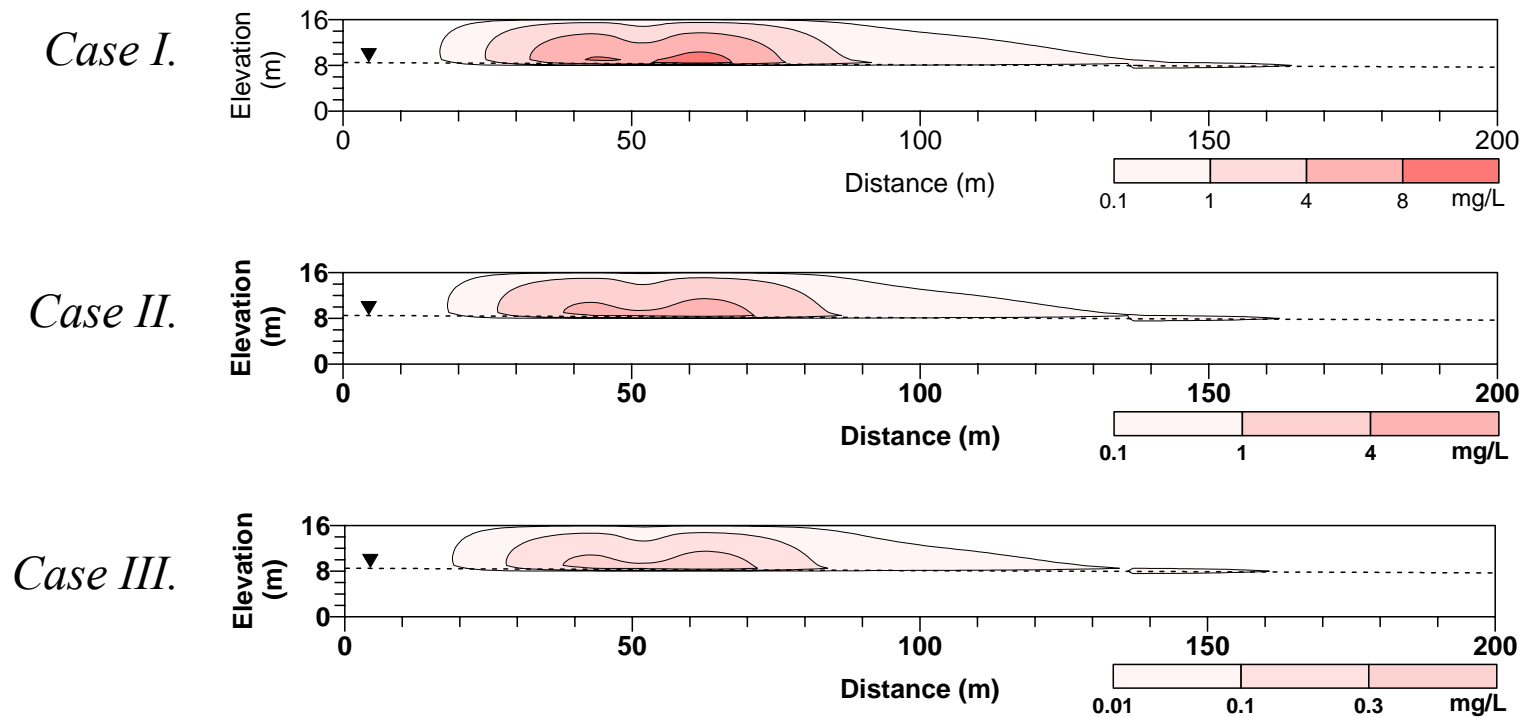 Case I.
Elevation
(m)
16
8
0
0 50 100 150 200
Distance (m)
0.1 1 4 8 mg/L
Case II.
Elevation
(m)
16
8
0
0 50 100 150 200
Distance (m)
0.1 1 4 mg/L
Case III.
Elevation
(m)
16
8
0
0 50 100 150 200
Distance (m)
0.01 0.1 0.3 mg/L